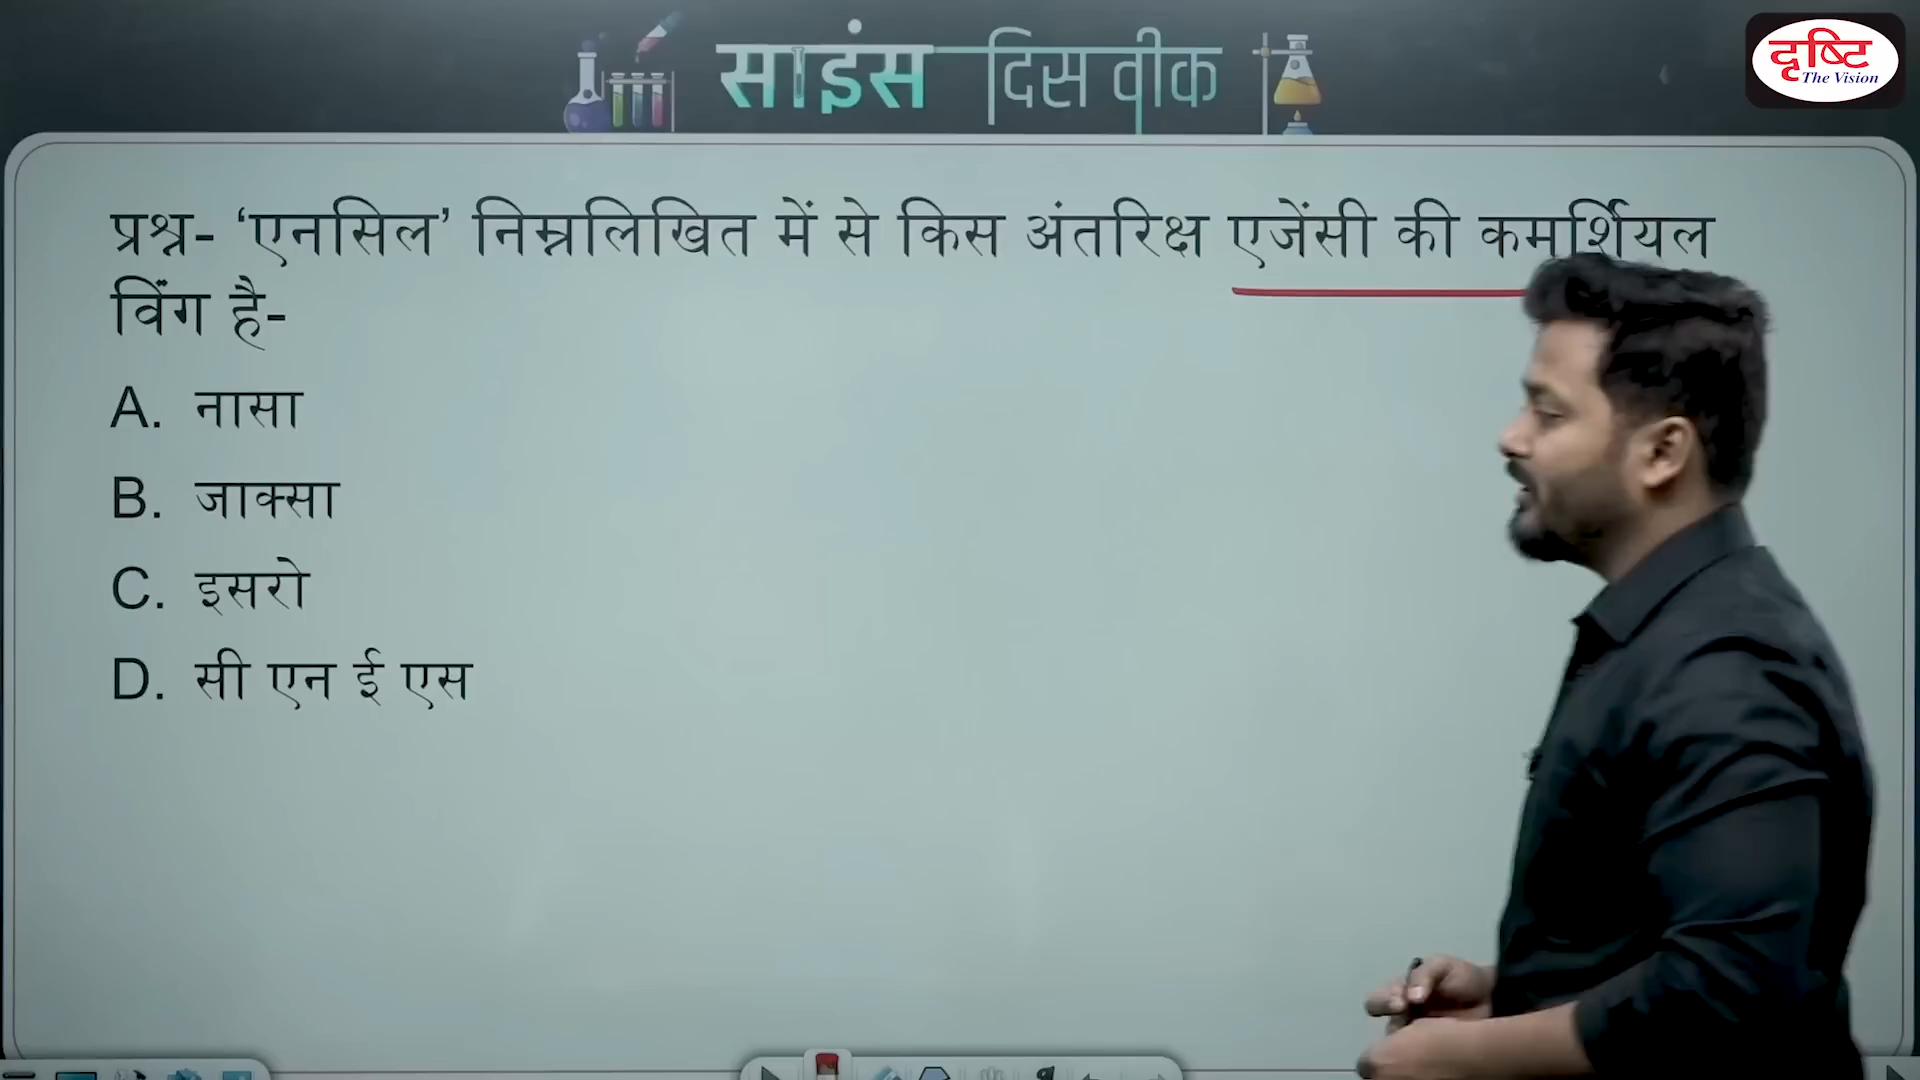 साइंस दिस वीक
दृष्टि
The Vision
प्रश्न- ‘एनसिल’ निम्नलिखित में से किस अंतरिक्ष एजेंसी की कमर्शियल
विंग है-
A. नासा
B. जाक्सा
C. इसरो
D. सी एन ई एस